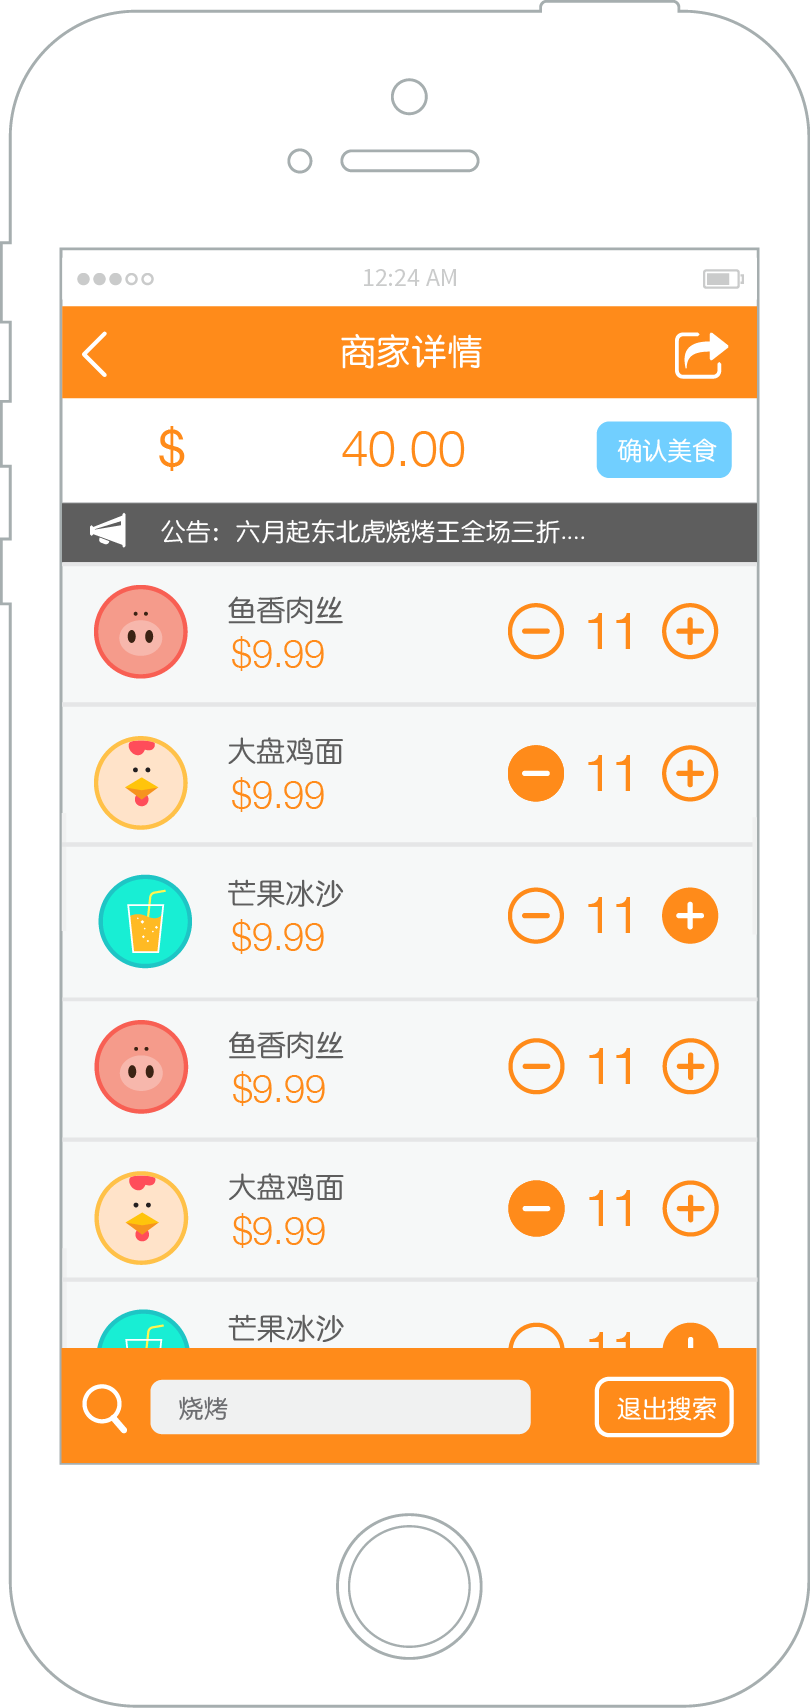 12:24 AM
商家详情
$ 40.00 确认美食
公告：六月起东北虎烧烤王全场三折....
鱼香肉丝
$9.99
11
大盘鸡面
$9.99
11
芒果冰沙
$9.99
11
鱼香肉丝
$9.99
11
大盘鸡面
$9.99
11
芒果冰沙
11
烧烤 退出搜索